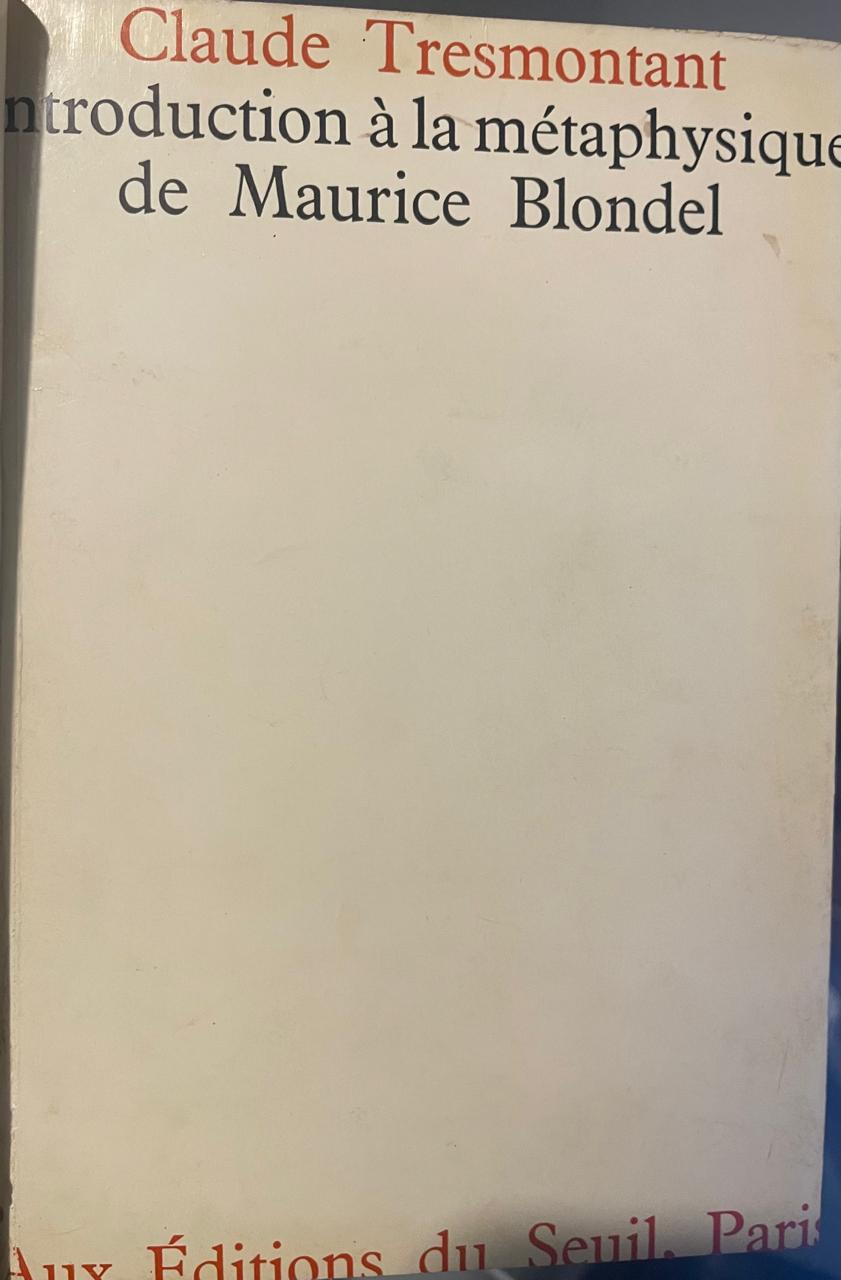 Claude Tresmontant
ntroduction à la métaphysique
de Maurice Blondel
Aux Éditions du Seuil, Paris